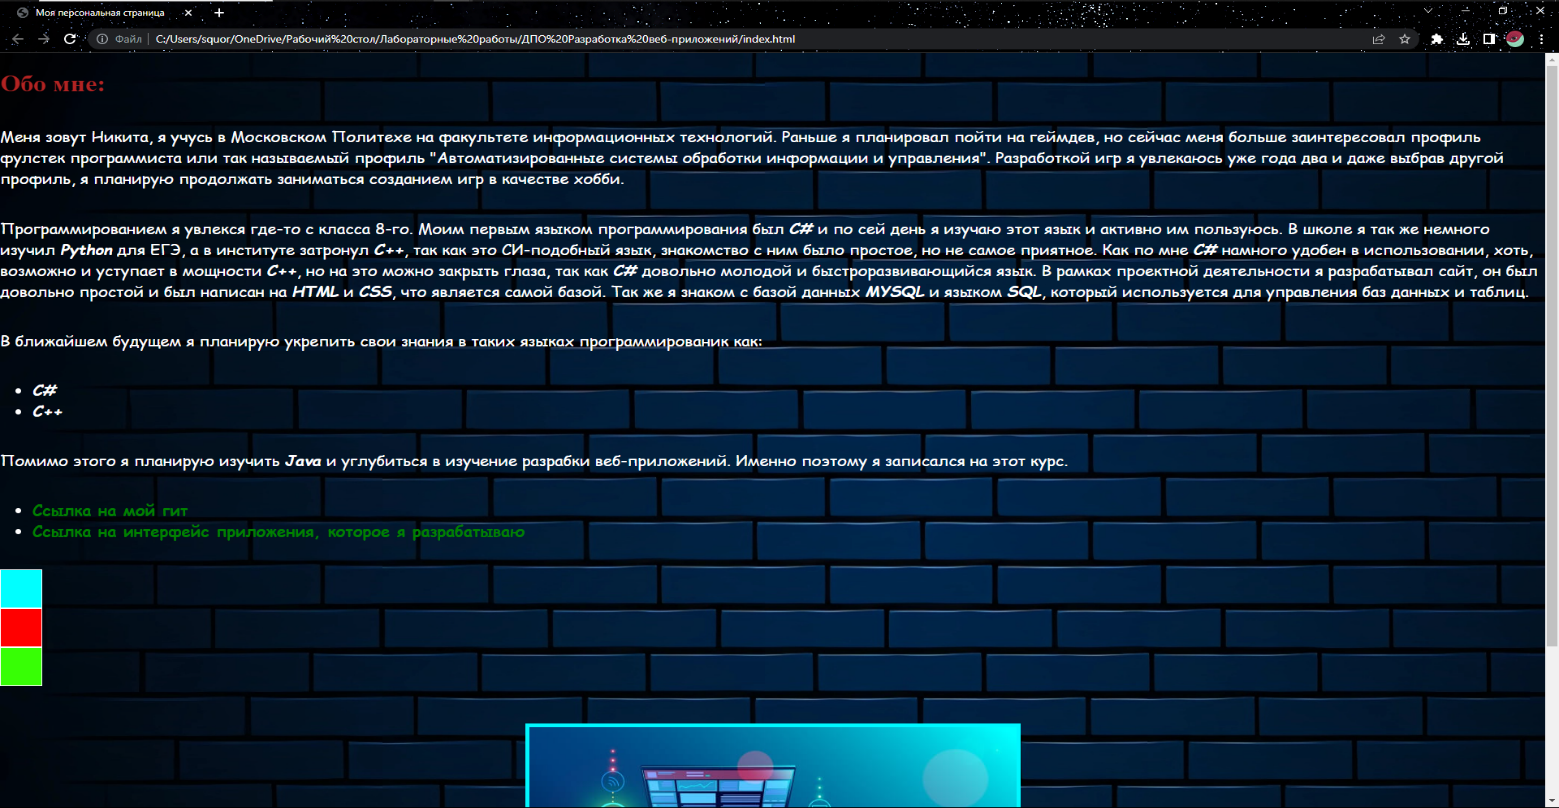 Моя персональная страница
Файл
C:/Users/squor/OneDrive/Рабочий%20стол/Лабораторные%20работы/ДПО%20Разработка%20веб-приложений/index.html
Обо мне:
Меня зовут Никита, я учусь в Московском Политехе на факультете информационных технологий. Раньше я планировал пойти на геймдев, но сейчас меня больше заинтересовал профиль
фулстек программиста или так называемый профиль "Автоматизированные системы обработки информации и управления". Разработкой игр я увлекаюсь уже года два и даже выбрав другой
профиль, я планирую продолжать заниматься созданием игр в качестве хобби.
Программированием я увлекся где-то с класса 8-го. Моим первым языком программирования был C# и по сей день я изучаю этот язык и активно им пользуюсь. В школе я так же немного
изучил Python для ЕГЭ, а в институте затронул C++, так как это СИ-подобный язык, знакомство с ним было простое, но не самое приятное. Как по мне C# намного удобен в использовании, хоть,
возможно и уступает в мощности C++, но на это можно закрыть глаза, так как C# довольно молодой и быстроразвивающийся язык. В рамках проектной деятельности я разрабатывал сайт, он был
довольно простой и был написан на HTML и CSS, что является самой базой. Так же я знаком с базой данных MYSQL и языком SQL, который используется для управления баз данных и таблиц.
В ближайшем будущем я планирую укрепить свои знания в таких языках программированик как:
• C#
• C++
Помимо этого я планирую изучить Java и углубиться в изучение разрабки веб-приложений. Именно поэтому я записался на этот курс.
• Ссылка на мой гит
• Ссылка на интерфейс приложения, которое я разрабатываю